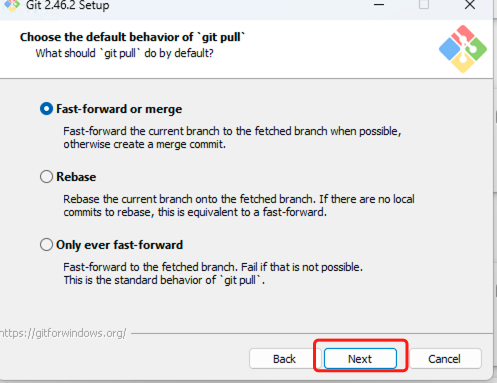 Git 2.46.2 Setup
Choose the default behavior of `git pull`
What should `git pull` do by default?
Fast-forward or merge
Fast-forward the current branch to the fetched branch when possible,
otherwise create a merge commit.
Rebase
Rebase the current branch onto the fetched branch. If there are no local
commits to rebase, this is equivalent to a fast-forward.
Only ever fast-forward
Fast-forward to the fetched branch. Fail if that is not possible.
This is the standard behavior of `git pull`.
https://gitforwindows.org/
Back
Next
Cancel